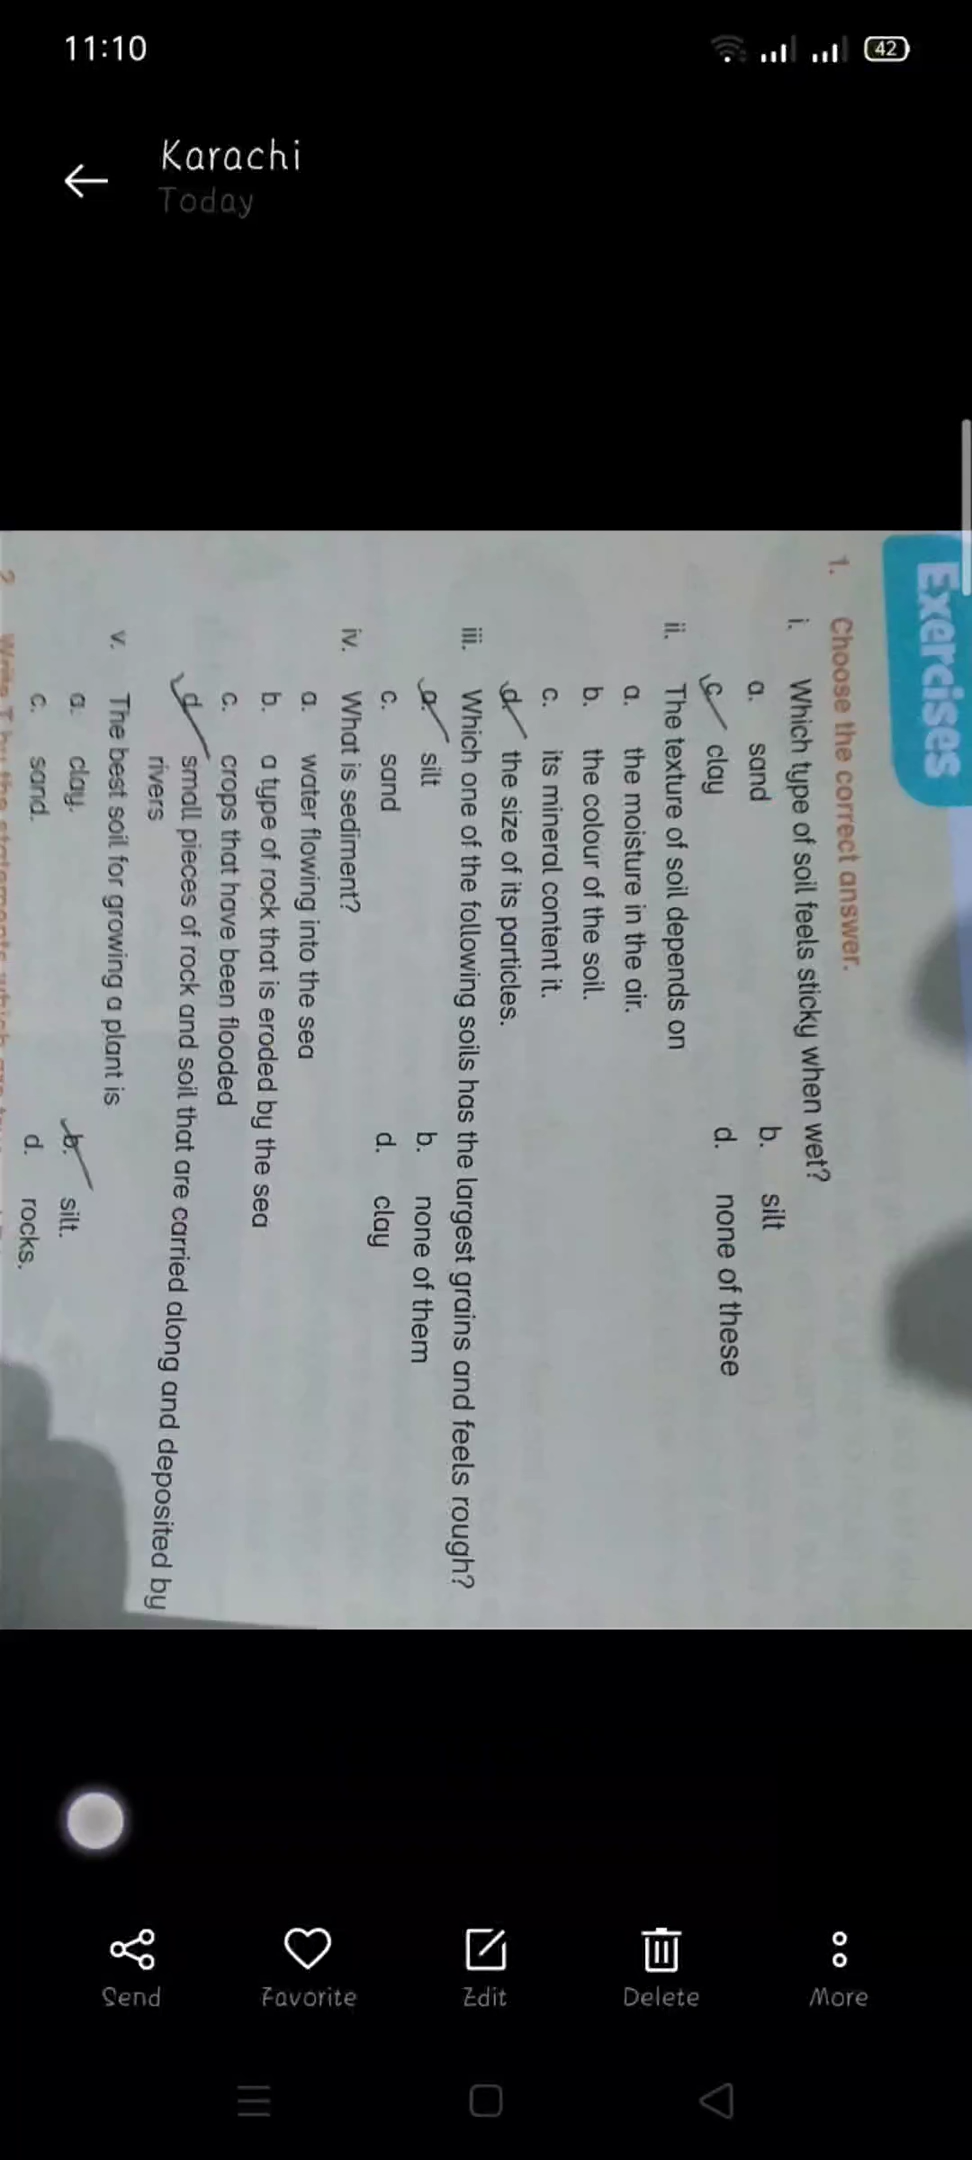 11:10
42
Karachi
Today
Exercises
1. Choose the correct answer.
i. Which type of soil feels sticky when wet?
a. sand b. silt
c. clay d. none of these
ii. The texture of soil depends on
a. the moisture in the air.
b. the colour of the soil.
c. its mineral content it.
d. the size of its particles.
iii. Which one of the following soils has the largest grains and feels rough?
a. silt b. none of them
c. sand d. clay
iv. What is sediment?
a. water flowing into the sea
b. a type of rock that is eroded by the sea
c. crops that have been flooded
d. small pieces of rock and soil that are carried along and deposited by
rivers
v. The best soil for growing a plant is
a. clay. b. silt.
c. sand. d. rocks.
Send Favorite Edit Delete More